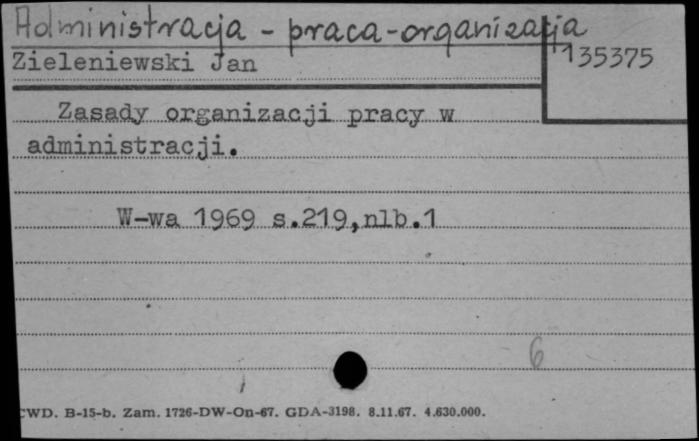 Administracja - praca-organizacja
Zieleniewski Jan
135375
Zasady organizacji pracy w
administracji.
W-wa 1969 s.219,nlb.1
6
CWD. B-15-b. Zam. 1726-DW-On-67. GDA-3198. 8.11.67. 4.630.000.